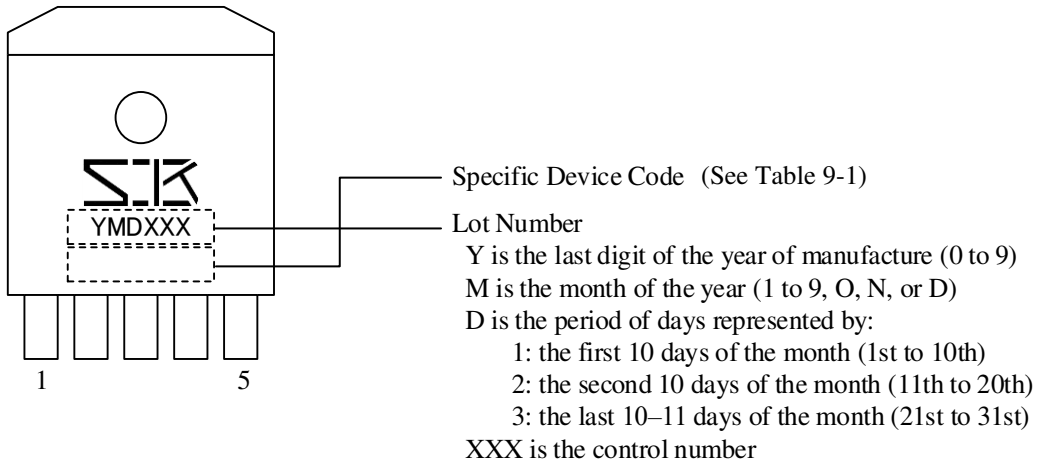 SK
YMDXXX
1 5
Specific Device Code (See Table 9-1)
Lot Number
Y is the last digit of the year of manufacture (0 to 9)
M is the month of the year (1 to 9, O, N, or D)
D is the period of days represented by:
1: the first 10 days of the month (1st to 10th)
2: the second 10 days of the month (11th to 20th)
3: the last 10–11 days of the month (21st to 31st)
XXX is the control number